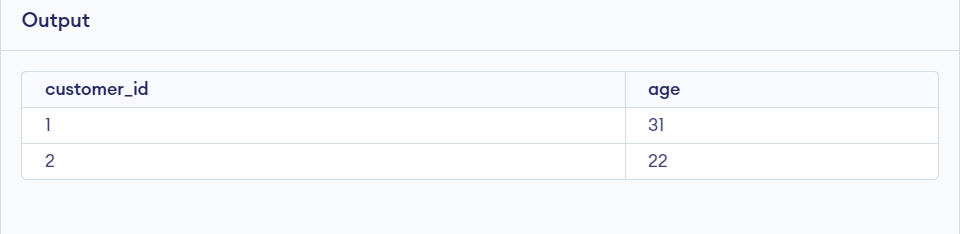 Output
customer_id age
1 31
2 22